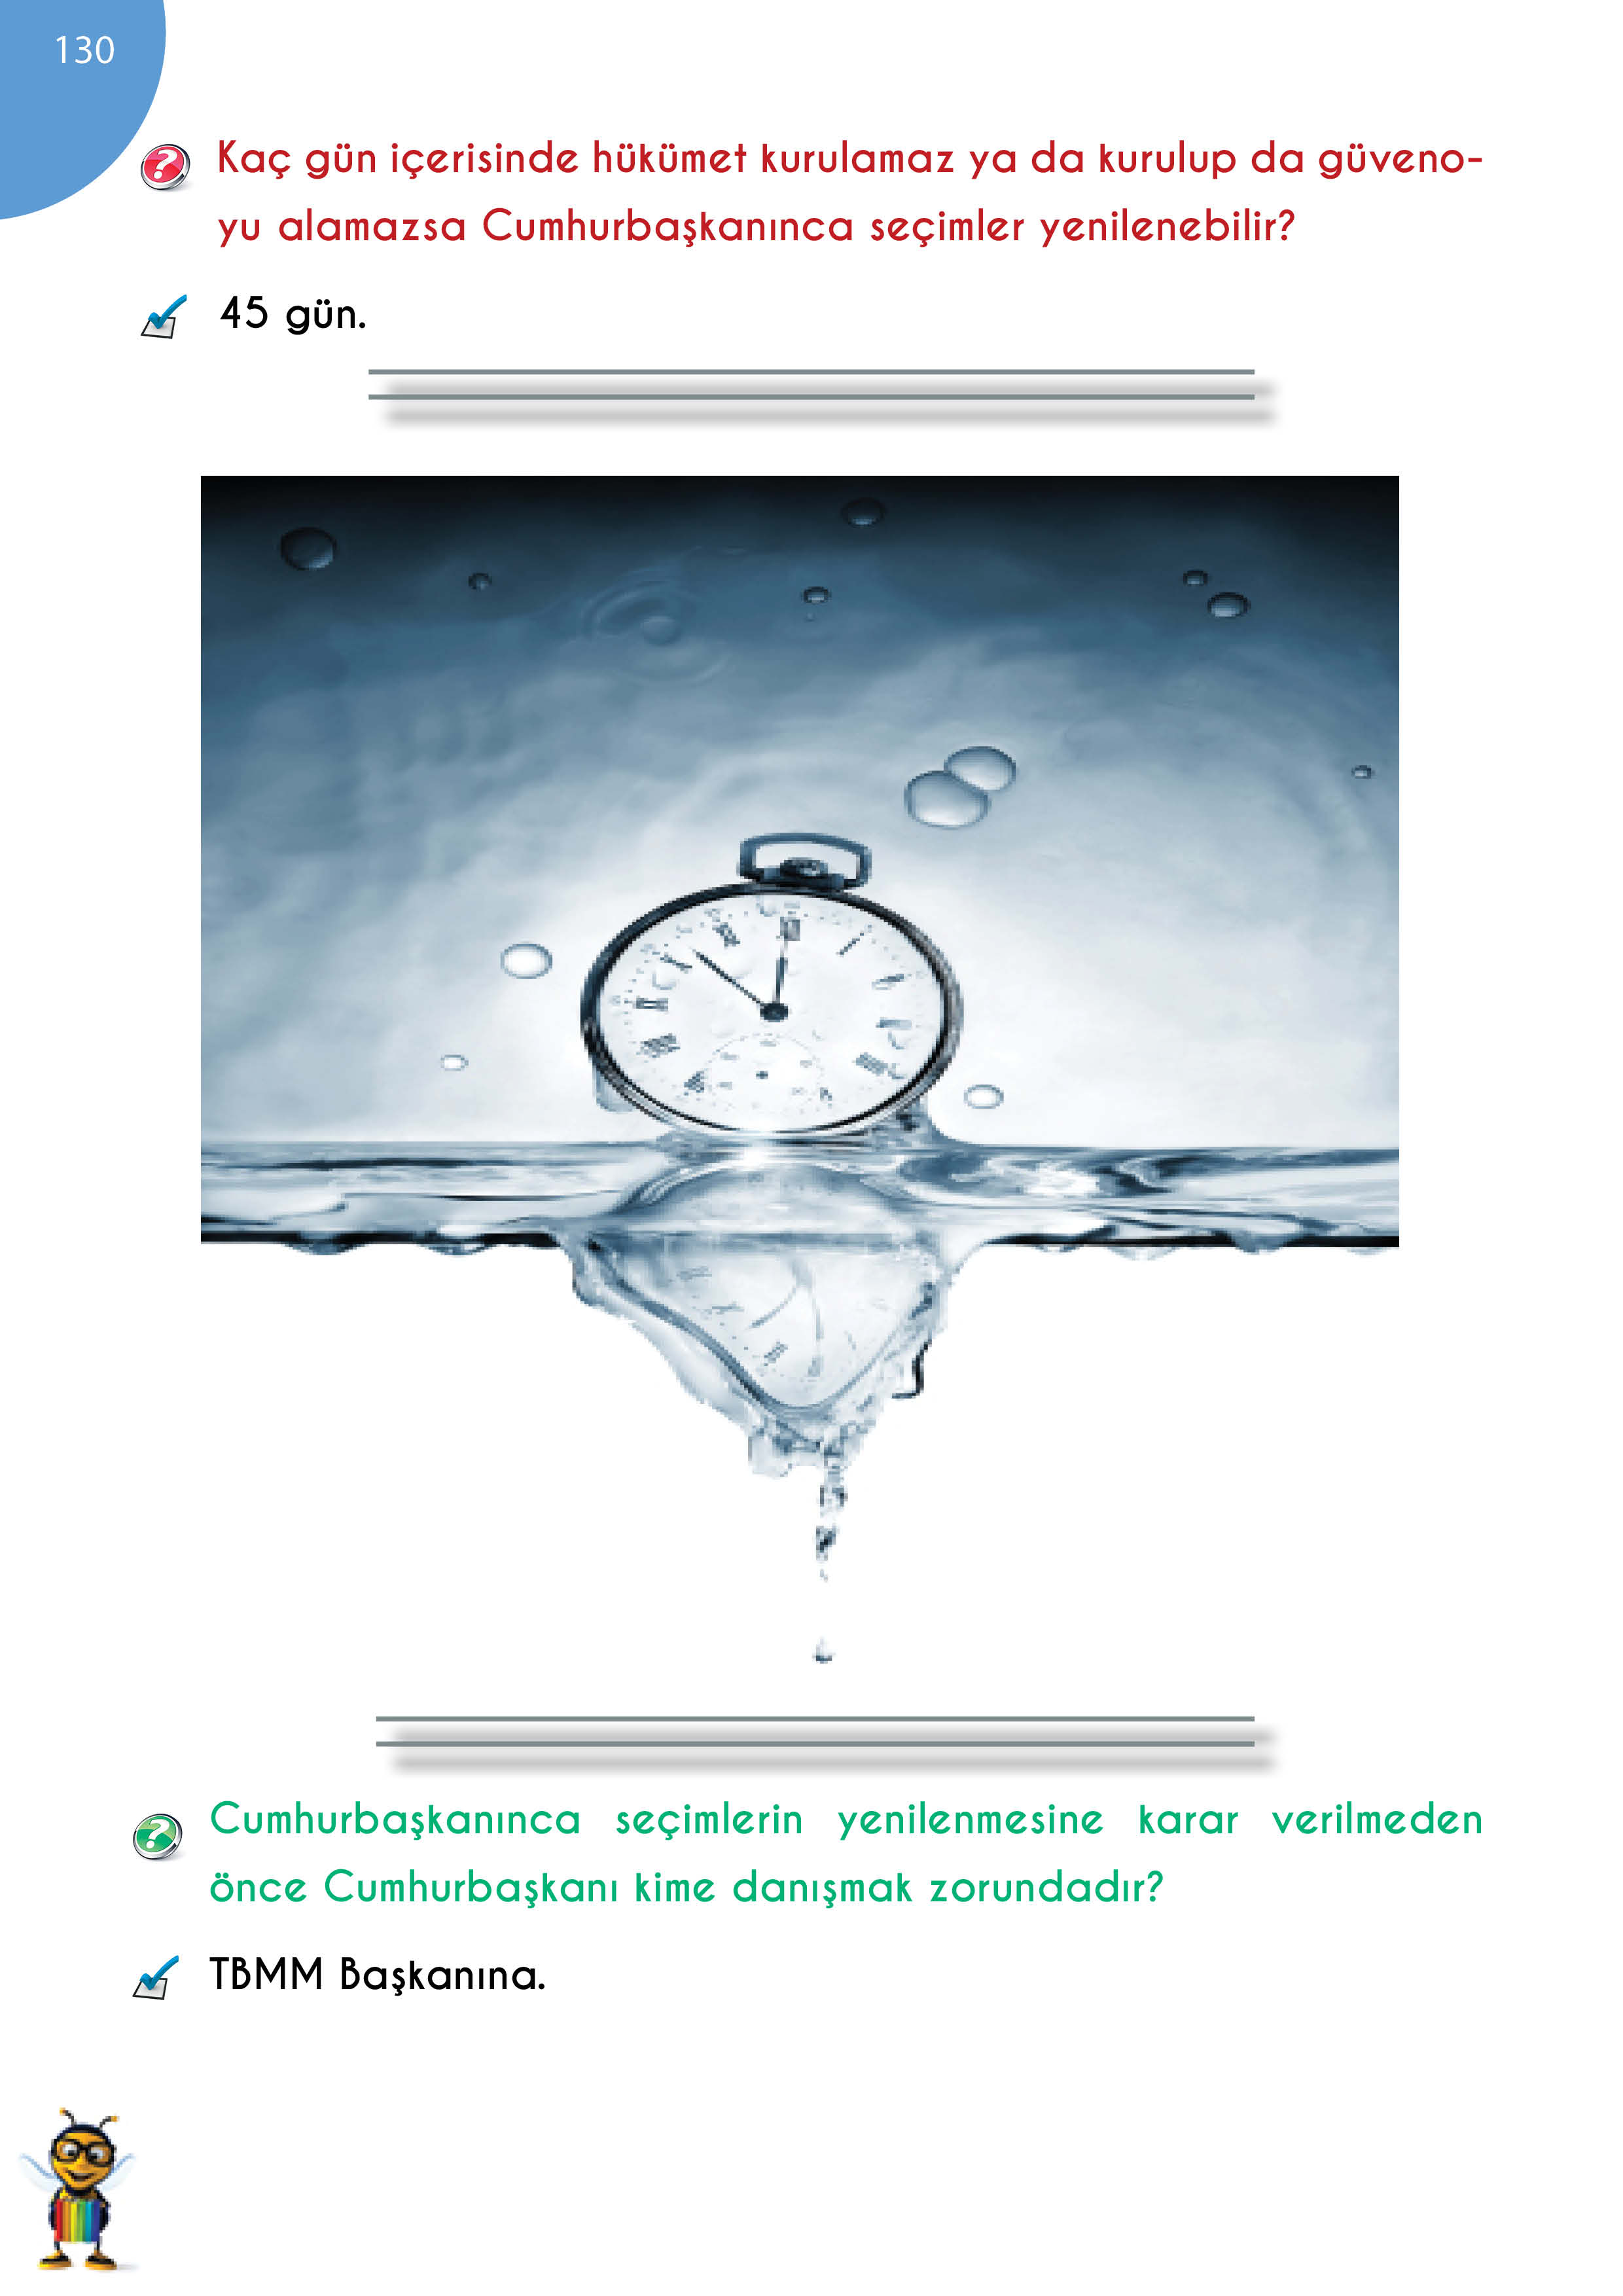 130
Kaç gün içerisinde hükümet kurulamaz ya da kurulup da güveno-
yu alamazsa Cumhurbaşkanınca seçimler yenilenebilir?
45 gün.
Cumhurbaşkanınca seçimlerin yenilenmesine karar verilmeden
önce Cumhurbaşkanı kime danışmak zorundadır?
TBMM Başkanına.